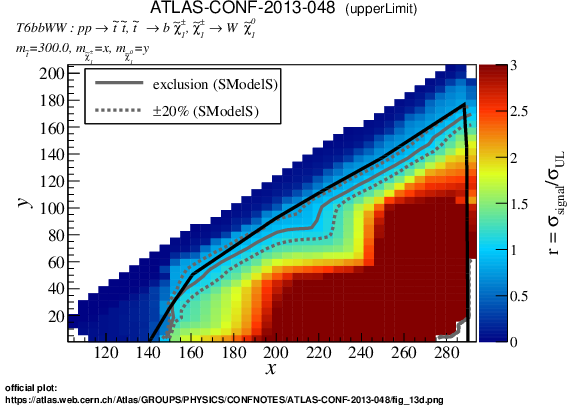 ATLAS-CONF-2013-048 (upperLimit)
T6bbWW : pp → t̃ t̃, t̃ → b χ̃₁±, χ̃₁± → W χ̃₁⁰
m_t̃=300.0, m_χ̃₁±=x, m_χ̃₁⁰=y
exclusion (SModelS)
±20% (SModelS)
200
180
160
140
120
100
80
60
40
20
y
120 140 160 180 200 220 240 260 280
x
3
2.5
2
1.5
1
0.5
0
r = σ_signal/σ_UL
official plot:
https://atlas.web.cern.ch/Atlas/GROUPS/PHYSICS/CONFNOTES/ATLAS-CONF-2013-048/fig_13d.png